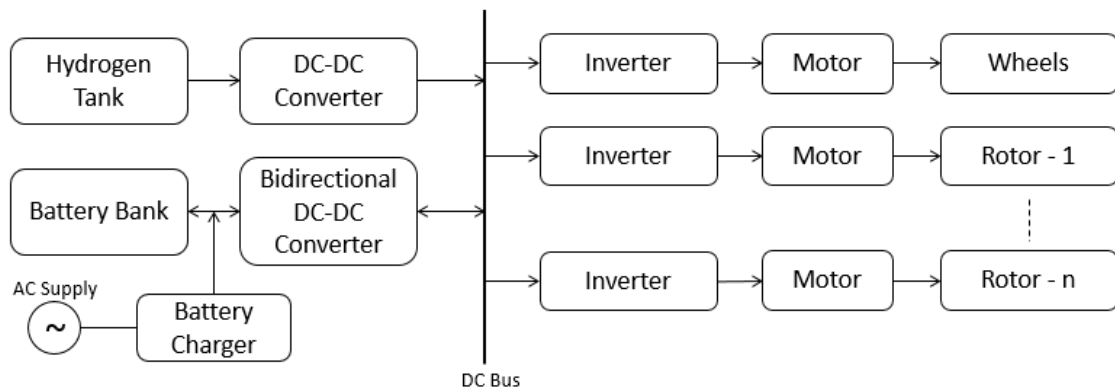 Hydrogen
Tank
DC-DC
Converter
Inverter
Motor
Wheels
Inverter
Motor
Rotor - 1
Battery Bank
Bidirectional
DC-DC
Converter
Inverter
Motor
Rotor - n
AC Supply
~
Battery
Charger
DC Bus